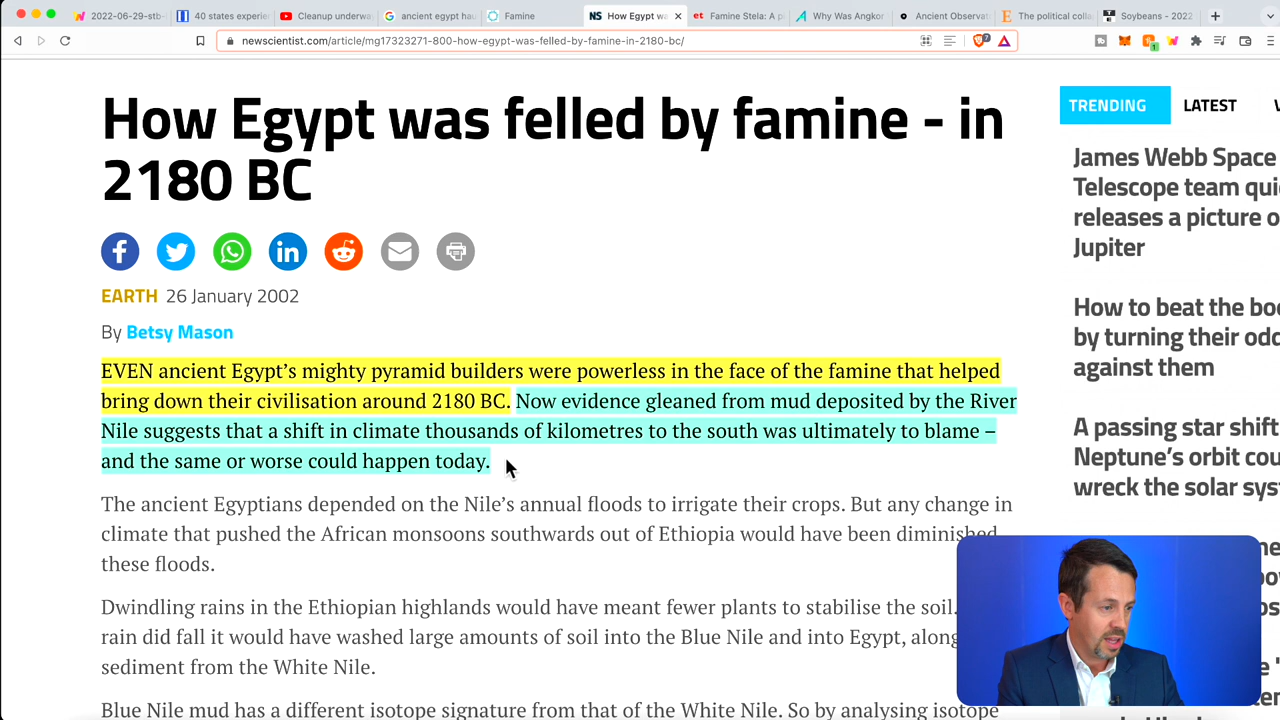 2022-06-29-stb-
40 states experie
Cleanup underwa
ancient egypt hau
Famine
How Egypt wa
Famine Stela: A p
Why Was Angkor
Ancient Observat
The political colla
Soybeans - 2022
newscientist.com/article/mg17323271-800-how-egypt-was-felled-by-famine-in-2180-bc/
How Egypt was felled by famine - in
2180 BC
EARTH 26 January 2002
By Betsy Mason
EVEN ancient Egypt’s mighty pyramid builders were powerless in the face of the famine that helped
bring down their civilisation around 2180 BC. Now evidence gleaned from mud deposited by the River
Nile suggests that a shift in climate thousands of kilometres to the south was ultimately to blame –
and the same or worse could happen today.
The ancient Egyptians depended on the Nile’s annual floods to irrigate their crops. But any change in
climate that pushed the African monsoons southwards out of Ethiopia would have been diminished
these floods.
Dwindling rains in the Ethiopian highlands would have meant fewer plants to stabilise the soil.
rain did fall it would have washed large amounts of soil into the Blue Nile and into Egypt, along
sediment from the White Nile.
Blue Nile mud has a different isotope signature from that of the White Nile. So by analysing isotope
TRENDING LATEST
James Webb Space
Telescope team qui
releases a picture o
Jupiter
How to beat the boo
by turning their odd
against them
A passing star shift
Neptune’s orbit cou
wreck the solar sys